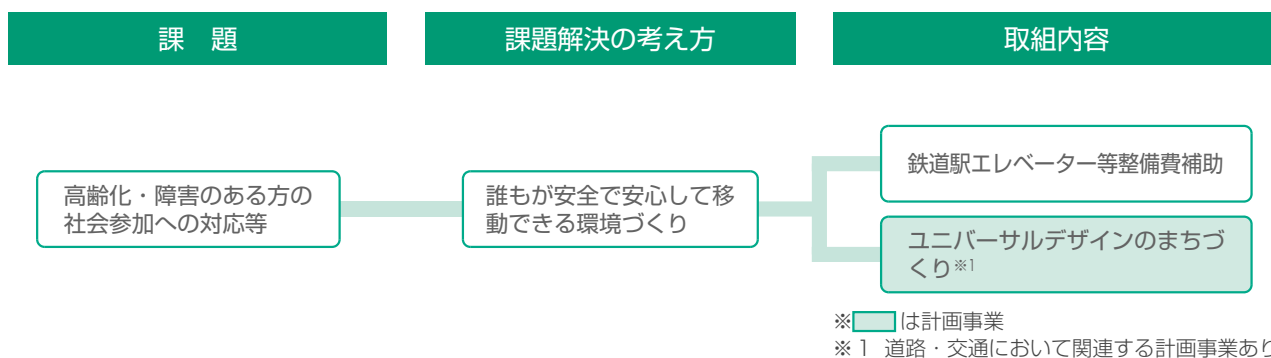 課　題
課題解決の考え方
取組内容
高齢化・障害のある方の
社会参加への対応等
誰もが安全で安心して移
動できる環境づくり
鉄道駅エレベーター等整備費補助
ユニバーサルデザインのまちづ
くり※1
※　は計画事業
※1　道路・交通において関連する計画事業あり